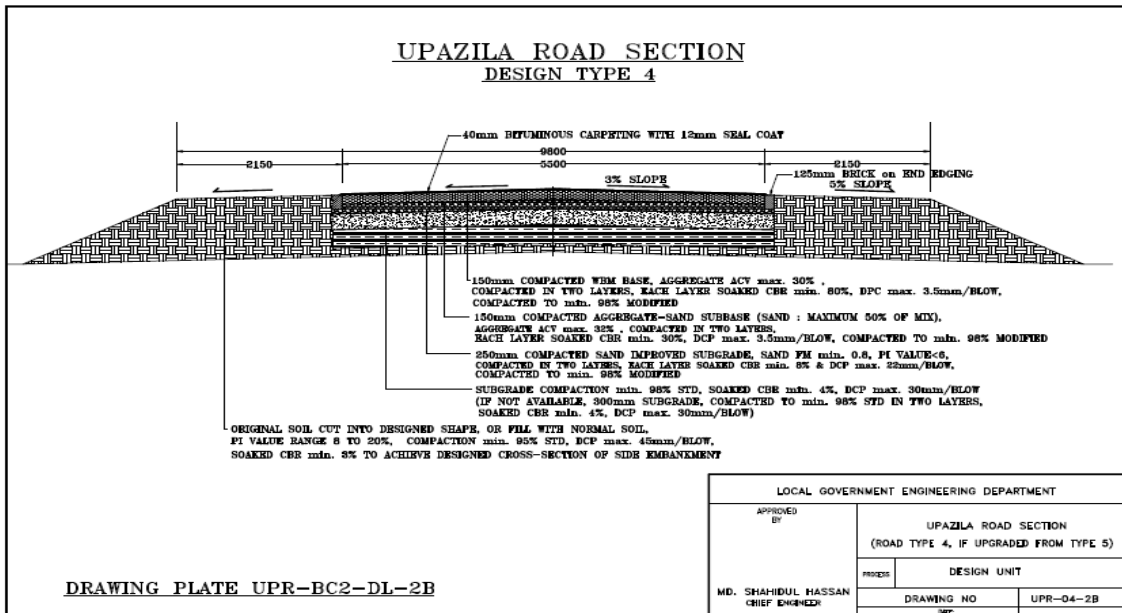 UPAZILA ROAD SECTION
DESIGN TYPE 4
40mm BITUMINOUS CARPETING WITH 12mm SEAL COAT
9800
2150
5500
2150
125mm BRICK on END EDGING
3% SLOPE
5% SLOPE
150mm COMPACTED WBM BASE, AGGREGATE ACV max. 30% ,
COMPACTED IN TWO LAYERS, EACH LAYER SOAKED CBR min. 80%, DPC max. 3.5mm/BLOW,
COMPACTED TO min. 98% MODIFIED
150mm COMPACTED AGGREGATE-SAND SUBBASE (SAND : MAXIMUM 50% OF MIX),
AGGREGATE ACV max. 32% , COMPACTED IN TWO LAYERS,
EACH LAYER SOAKED CBR min. 30%, DCP max. 3.5mm/BLOW, COMPACTED TO min. 98% MODIFIED
250mm COMPACTED SAND IMPROVED SUBGRADE, SAND FM min. 0.8, PI VALUE<6,
COMPACTED IN TWO LAYERS, EACH LAYER SOAKED CBR min. 8% & DCP max. 22mm/BLOW,
COMPACTED TO min. 98% MODIFIED
SUBGRADE COMPACTION min. 98% STD, SOAKED CBR min. 4%, DCP max. 30mm/BLOW
(IF NOT AVAILABLE, 300mm SUBGRADE, COMPACTED TO min. 98% STD IN TWO LAYERS,
SOAKED CBR min. 4%, DCP max. 30mm/BLOW)
ORIGINAL SOIL CUT INTO DESIGNED SHAPE, OR FILL WITH NORMAL SOIL,
PI VALUE RANGE 8 TO 20%, COMPACTION min. 95% STD, DCP max. 45mm/BLOW,
SOAKED CBR min. 3% TO ACHIEVE DESIGNED CROSS-SECTION OF SIDE EMBANKMENT
LOCAL GOVERNMENT ENGINEERING DEPARTMENT
APPROVED
BY
UPAZILA ROAD SECTION
(ROAD TYPE 4, IF UPGRADED FROM TYPE 5)
PROCESS
DESIGN UNIT
MD. SHAHIDUL HASSAN
CHIEF ENGINEER
DRAWING NO
UPR-04-2B
DRAWING PLATE UPR-BC2-DL-2B